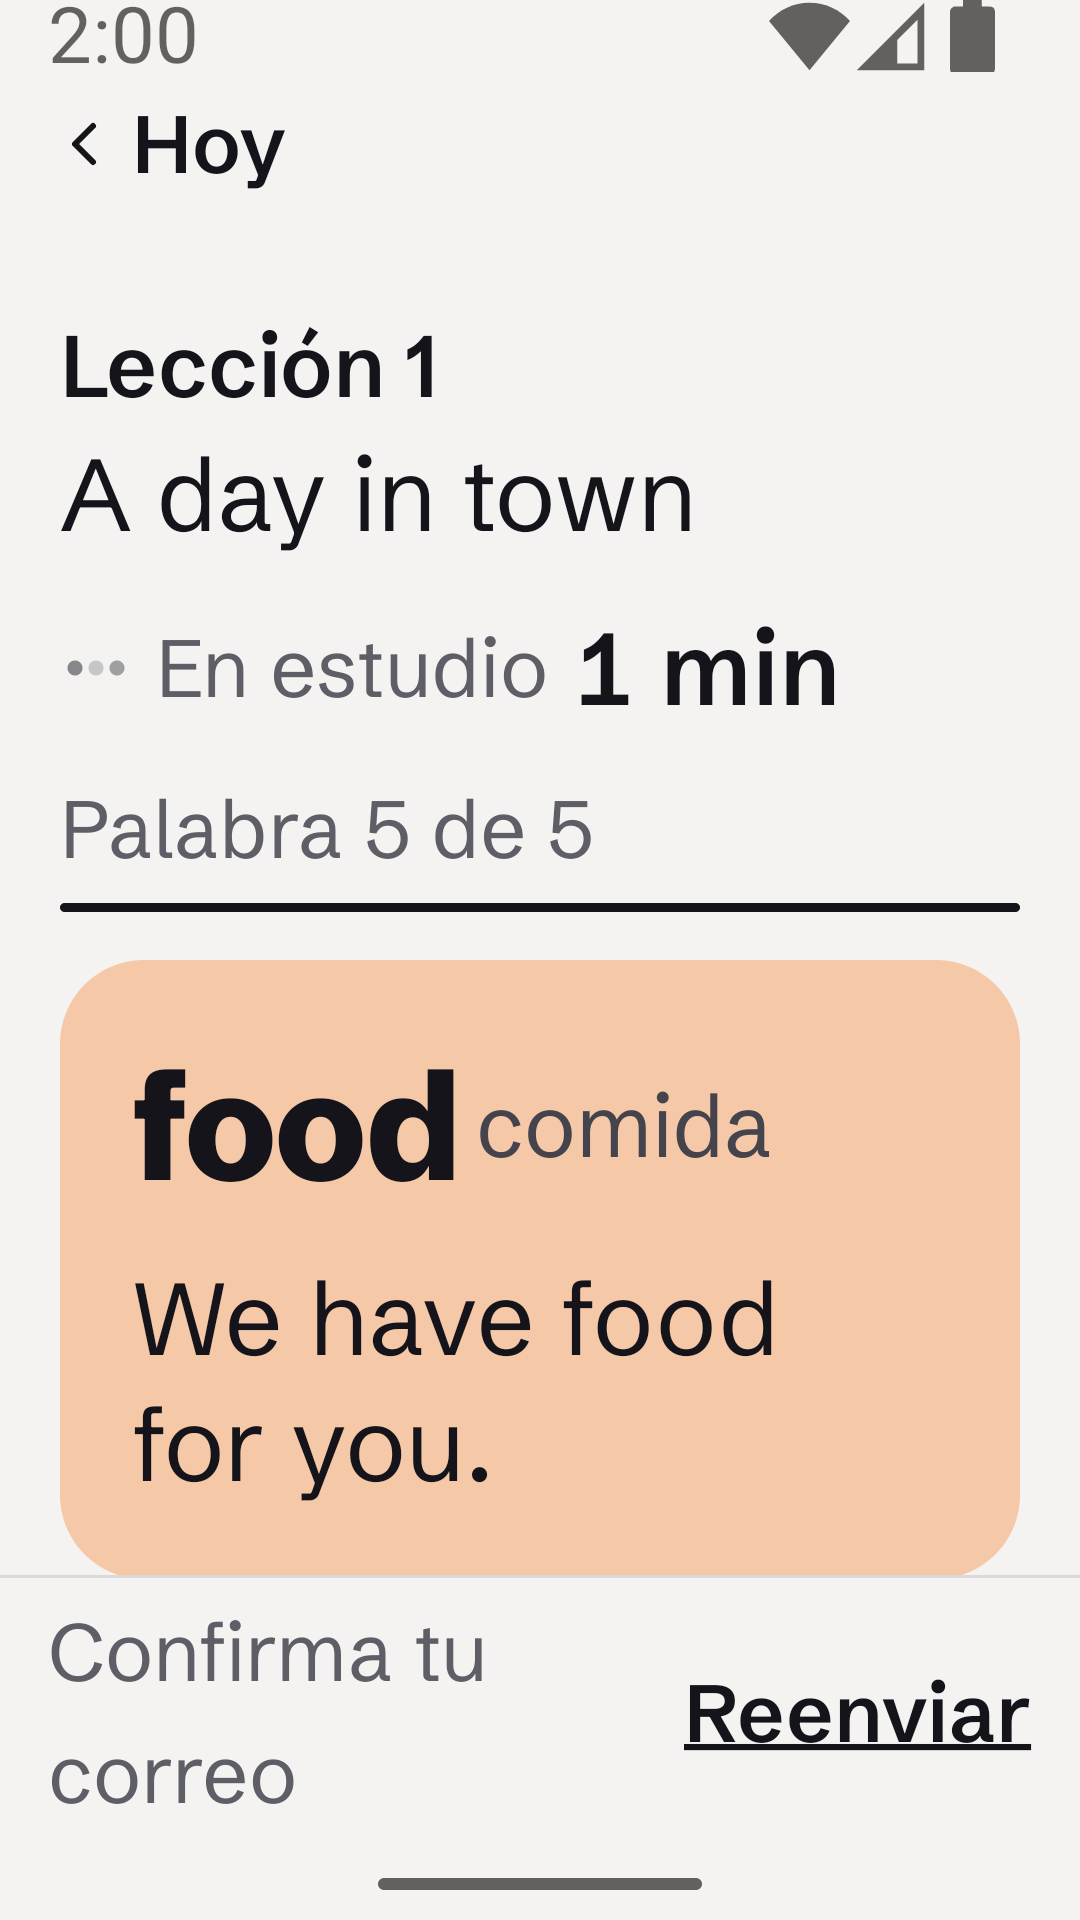 2:00
Hoy
Lección 1
A day in town
En estudio 1 min
Palabra 5 de 5
food comida
We have food
for you.
Confirma tu
correo
Reenviar